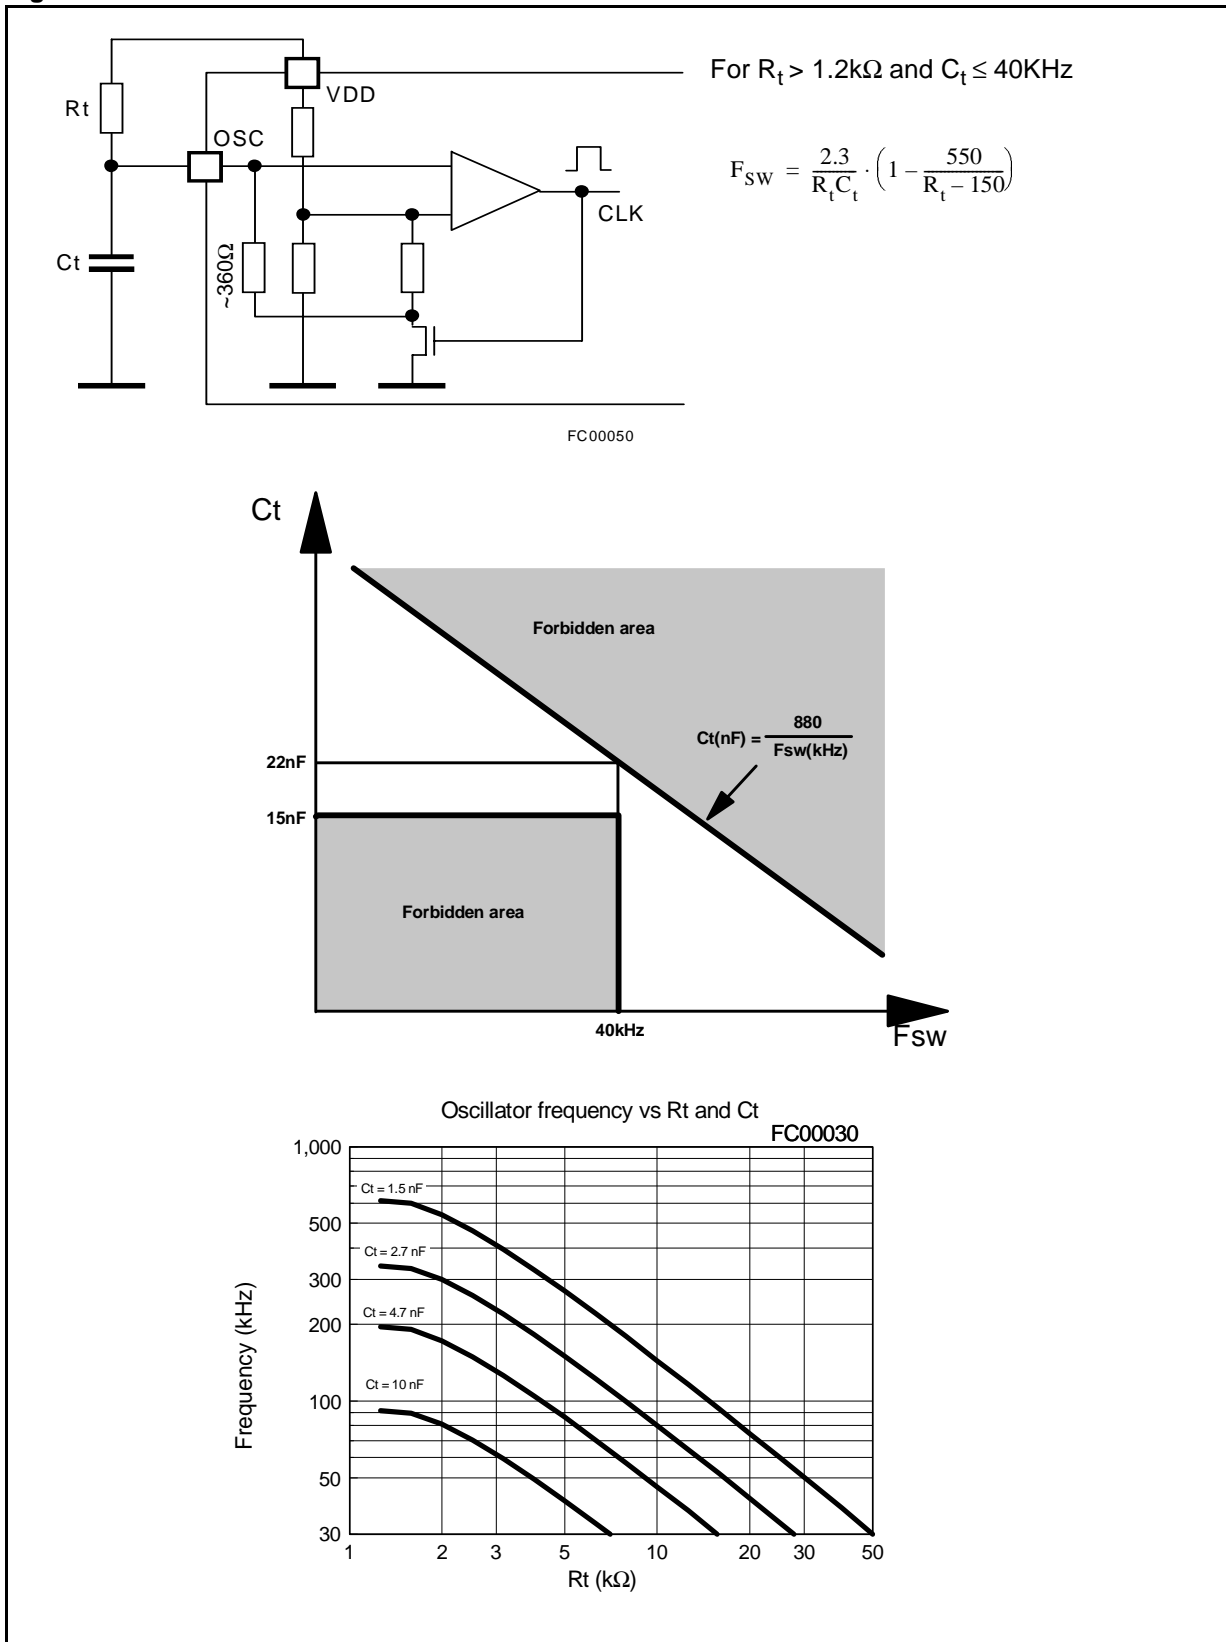 For Rt > 1.2kΩ and Ct ≤ 40KHz
FSW = 2.3 / RtCt · (1 − 550 / Rt − 150)
Rt
VDD
OSC
CLK
Ct
~360Ω
FC00050
Ct
Forbidden area
Ct(nF) = 880 / Fsw(kHz)
22nF
15nF
Forbidden area
40kHz
Fsw
Oscillator frequency vs Rt and Ct
FC00030
1,000
Ct = 1.5 nF
500
Ct = 2.7 nF
300
Ct = 4.7 nF
200
Ct = 10 nF
100
50
30
Frequency (kHz)
1 2 3 5 10 20 30 50
Rt (kΩ)